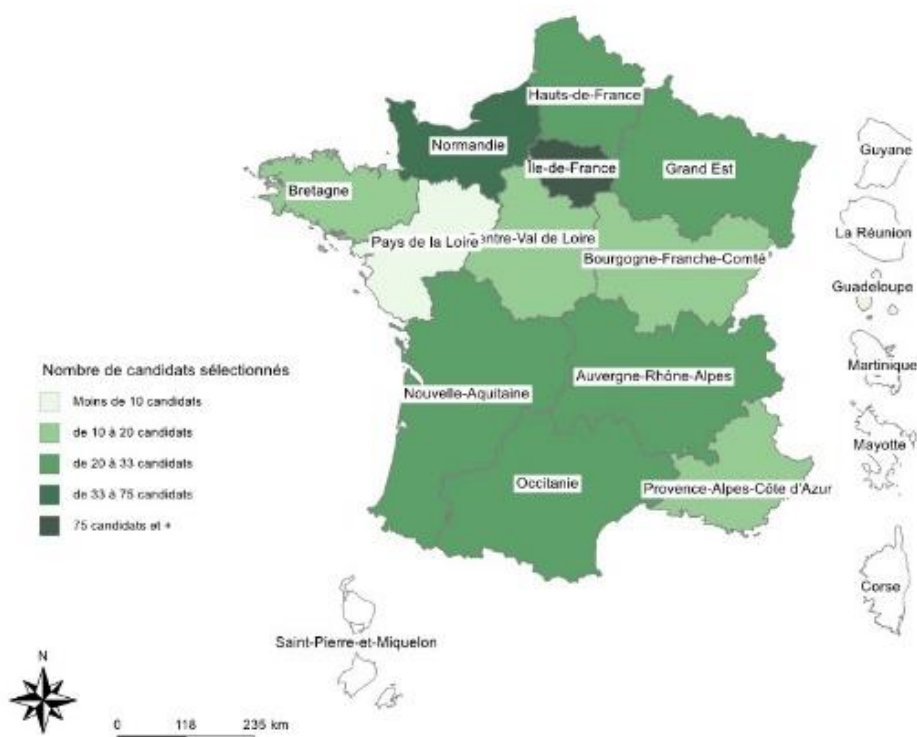 Hauts-de-France
Normandie
Île-de-France
Grand Est
Guyane
Bretagne
La Réunion
Pays de la Loire
entre-Val de Loire
Bourgogne-Franche-Comté
Guadeloupe
Nombre de candidats sélectionnés
Moins de 10 candidats
de 10 à 20 candidats
de 20 à 33 candidats
de 33 à 75 candidats
75 candidats et +
Nouvelle-Aquitaine
Auvergne-Rhône-Alpes
Martinique
Mayotte
Occitanie
Provence-Alpes-Côte d'Azur
Corse
Saint-Pierre-et-Miquelon
N
0 118 235 km